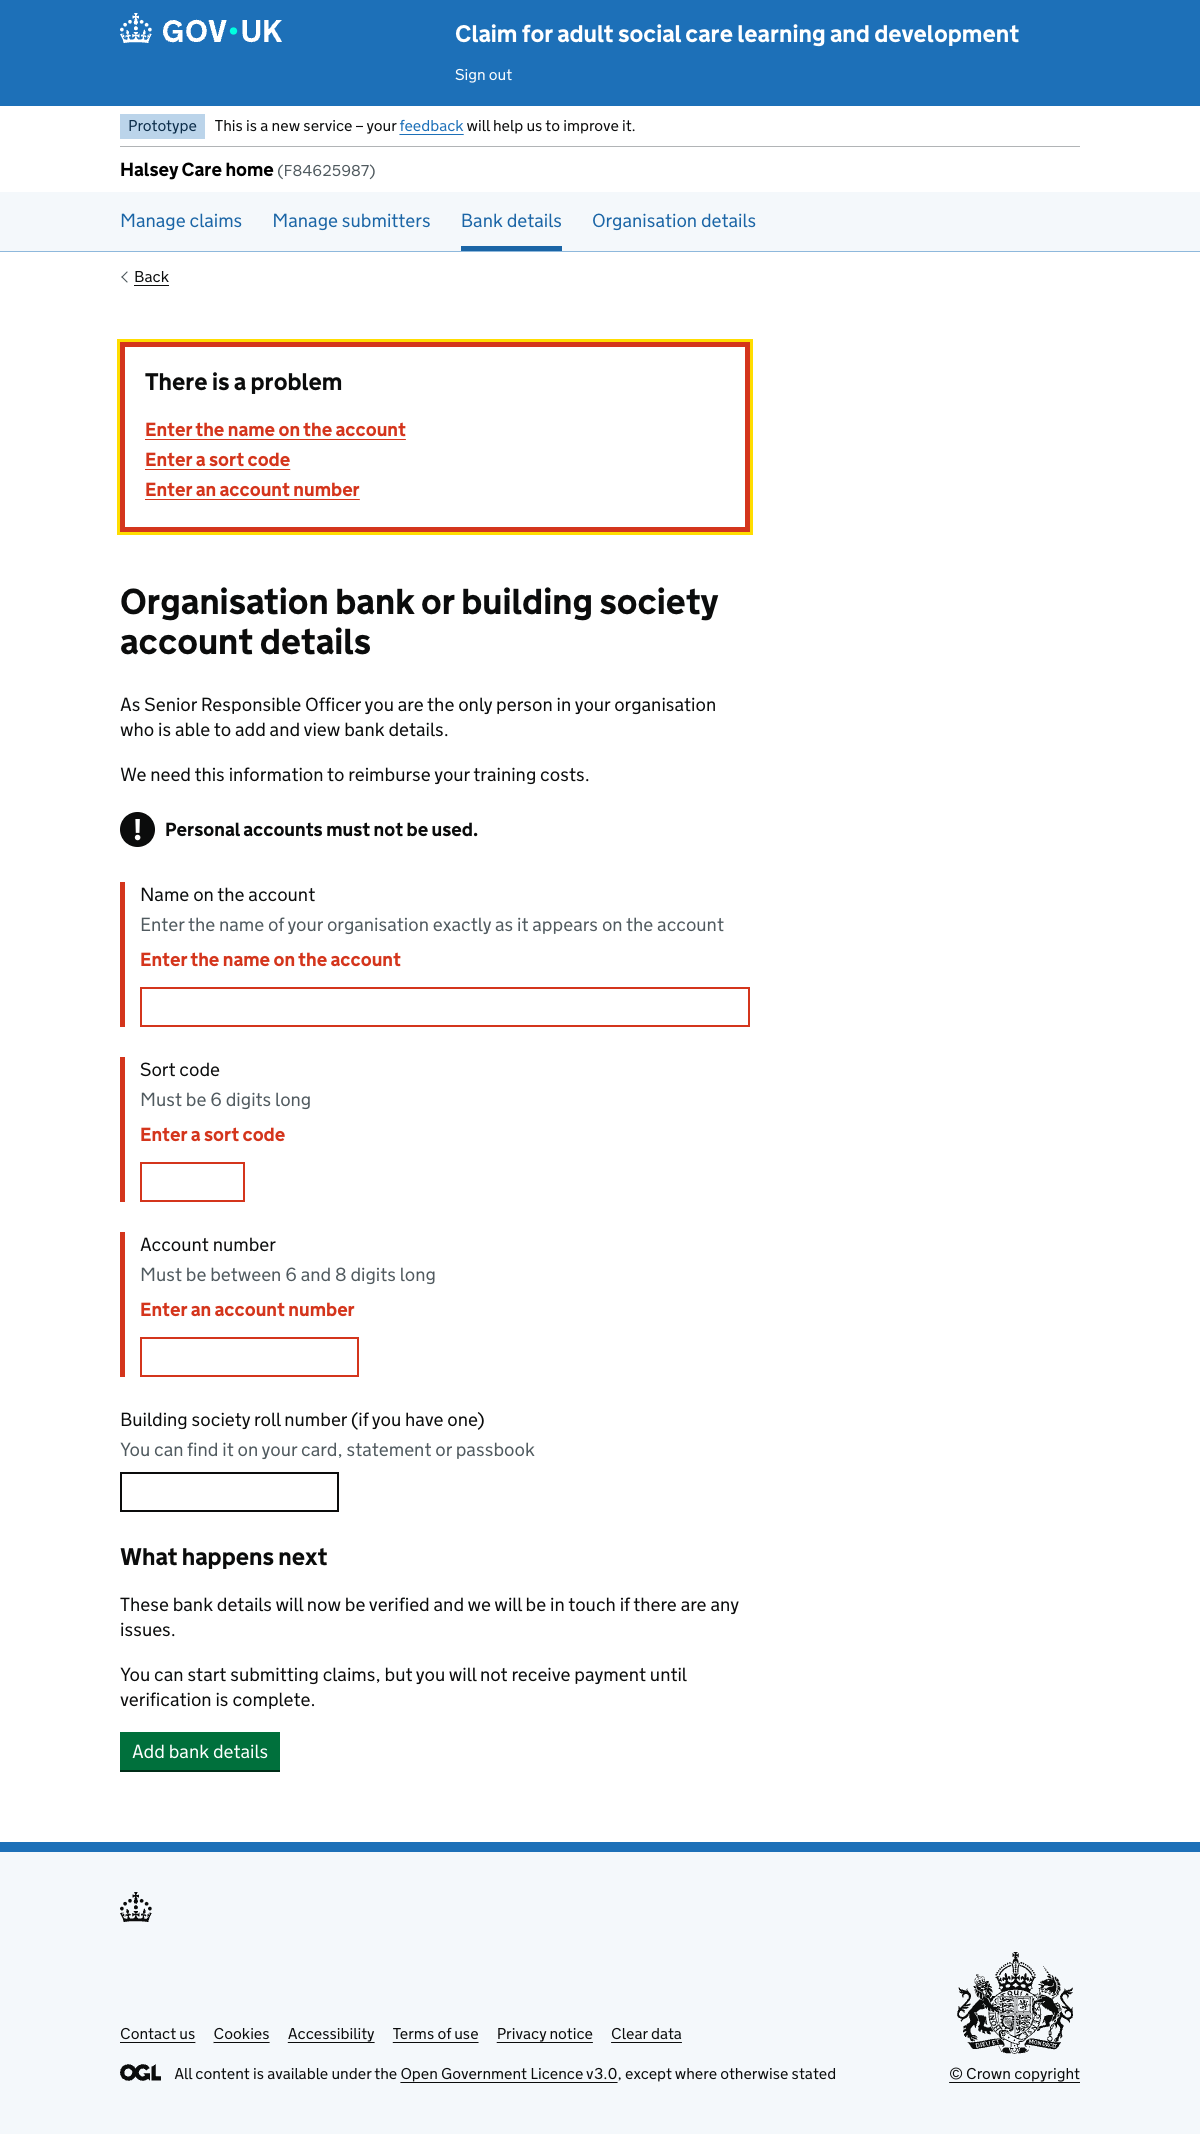 GOV·UK
Claim for adult social care learning and development
Sign out
Prototype This is a new service – your feedback will help us to improve it.
Halsey Care home (F84625987)
Manage claims Manage submitters Bank details Organisation details
Back
There is a problem
Enter the name on the account
Enter a sort code
Enter an account number
Organisation bank or building society
account details
As Senior Responsible Officer you are the only person in your organisation
who is able to add and view bank details.
We need this information to reimburse your training costs.
! Personal accounts must not be used.
Name on the account
Enter the name of your organisation exactly as it appears on the account
Enter the name on the account
Sort code
Must be 6 digits long
Enter a sort code
Account number
Must be between 6 and 8 digits long
Enter an account number
Building society roll number (if you have one)
You can find it on your card, statement or passbook
What happens next
These bank details will now be verified and we will be in touch if there are any
issues.
You can start submitting claims, but you will not receive payment until
verification is complete.
Add bank details
Contact us Cookies Accessibility Terms of use Privacy notice Clear data
OGL All content is available under the Open Government Licence v3.0, except where otherwise stated
© Crown copyright